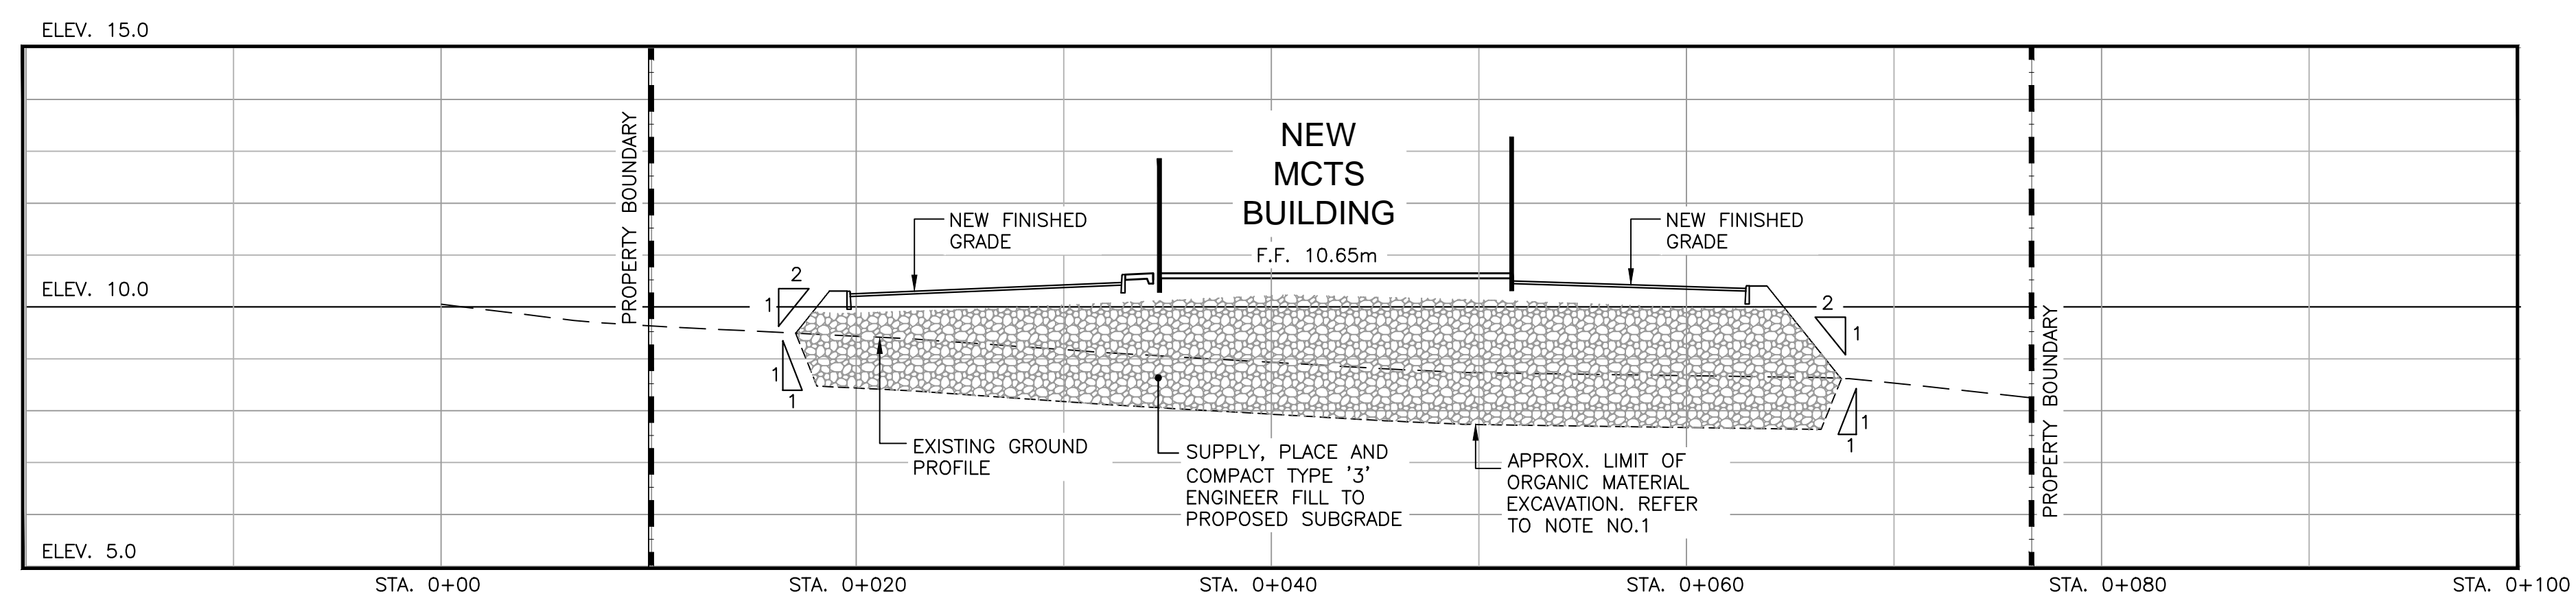 ELEV. 15.0
PROPERTY BOUNDARY
NEW
MCTS
BUILDING
F.F. 10.65m
NEW FINISHED
GRADE
NEW FINISHED
GRADE
ELEV. 10.0
2
1
2
1
1
1
1
1
EXISTING GROUND
PROFILE
SUPPLY, PLACE AND
COMPACT TYPE '3'
ENGINEER FILL TO
PROPOSED SUBGRADE
APPROX. LIMIT OF
ORGANIC MATERIAL
EXCAVATION. REFER
TO NOTE NO.1
PROPERTY BOUNDARY
ELEV. 5.0
STA. 0+00
STA. 0+020
STA. 0+040
STA. 0+060
STA. 0+080
STA. 0+100